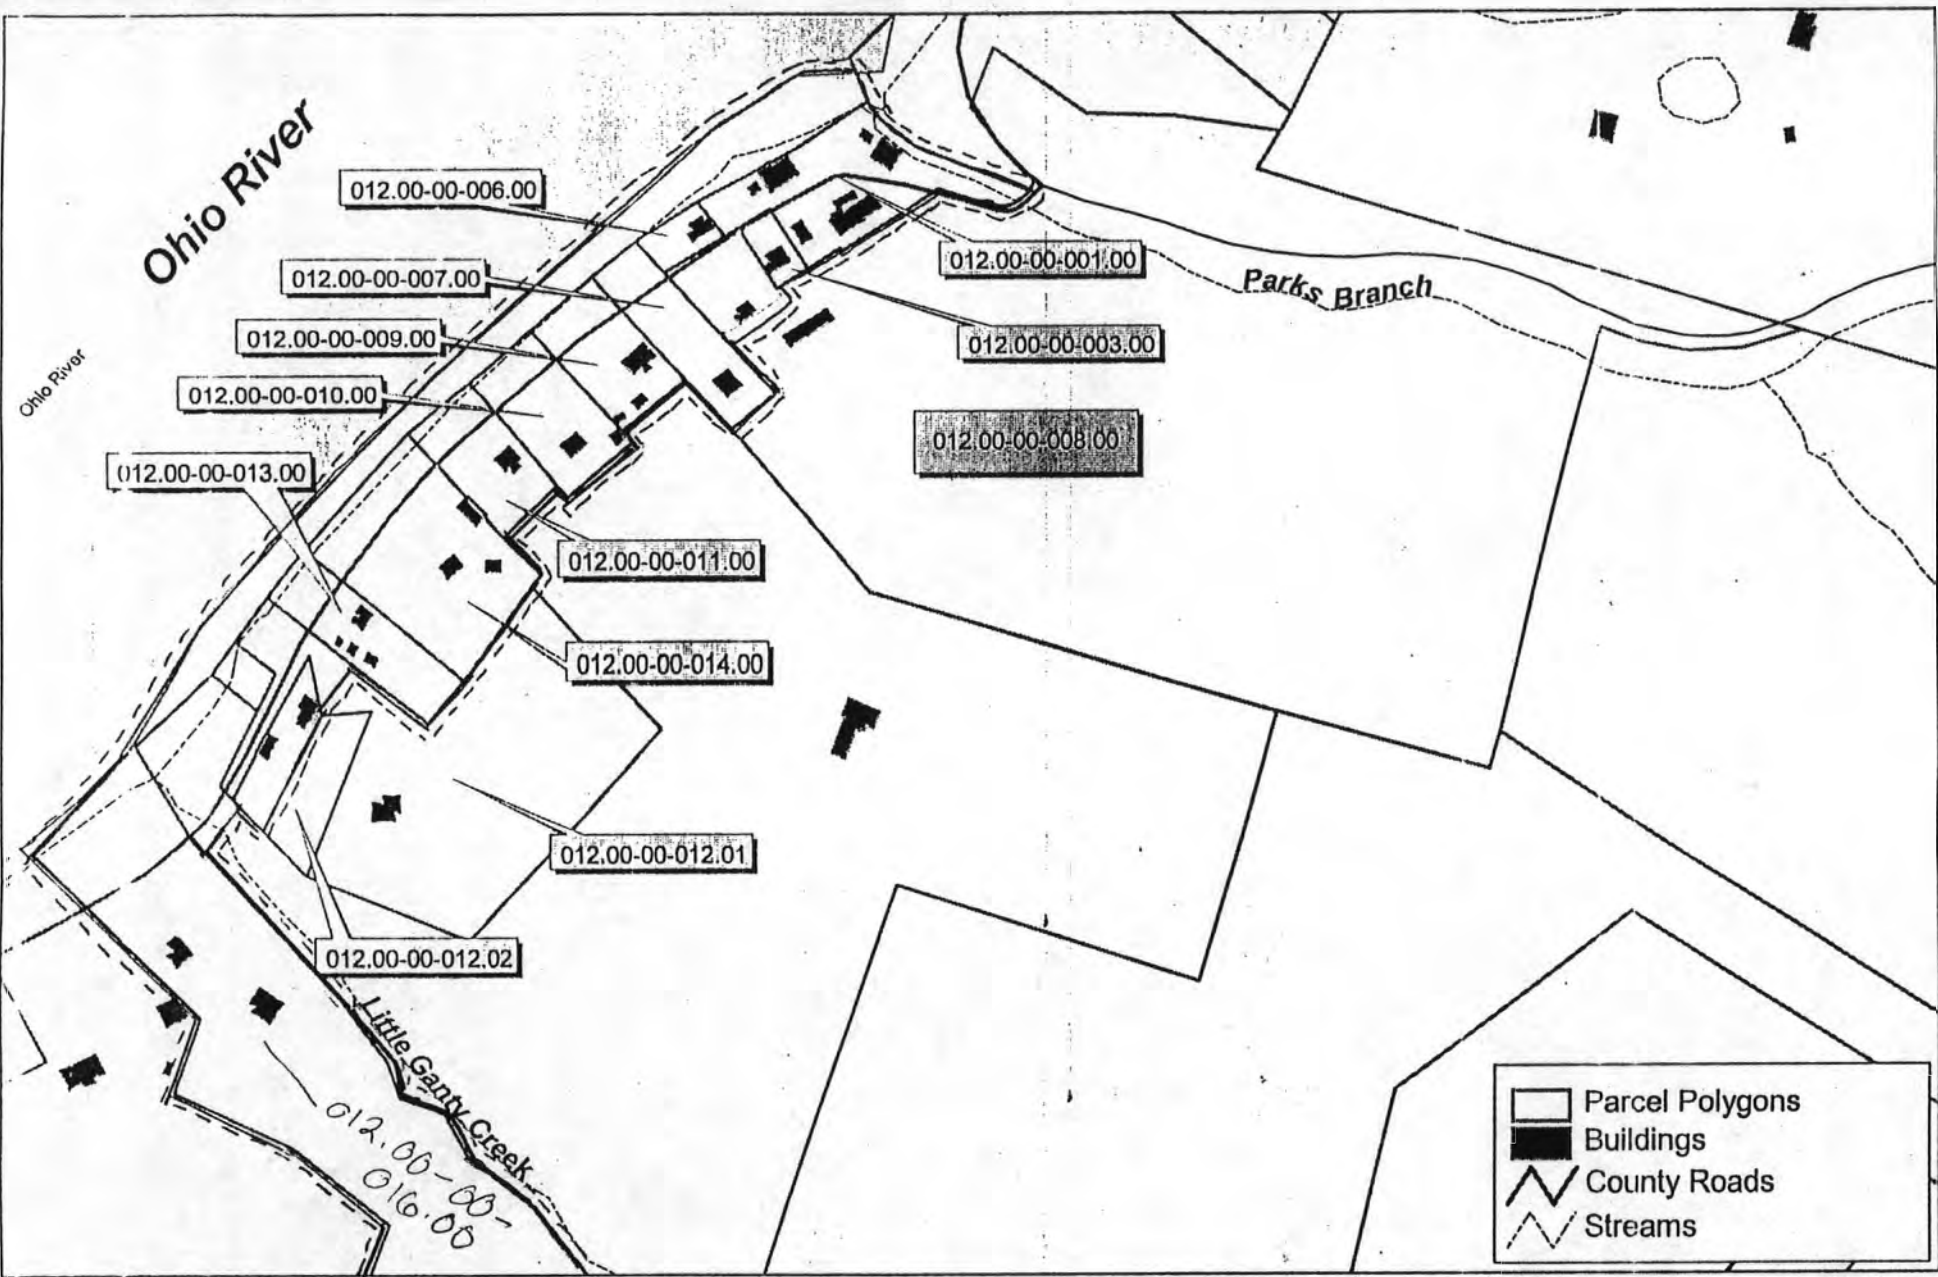 Ohio River
012.00-00-006.00
012.00-00-001.00
012.00-00-007.00
Parks Branch
012.00-00-009.00
012.00-00-003.00
Ohio River
012.00-00-010.00
012.00-00-008.00
012.00-00-013.00
012.00-00-011.00
012.00-00-014.00
012.00-00-012.01
012.00-00-012.02
Little Ganty Creek
012.00-00-
016.00
Parcel Polygons
Buildings
County Roads
Streams